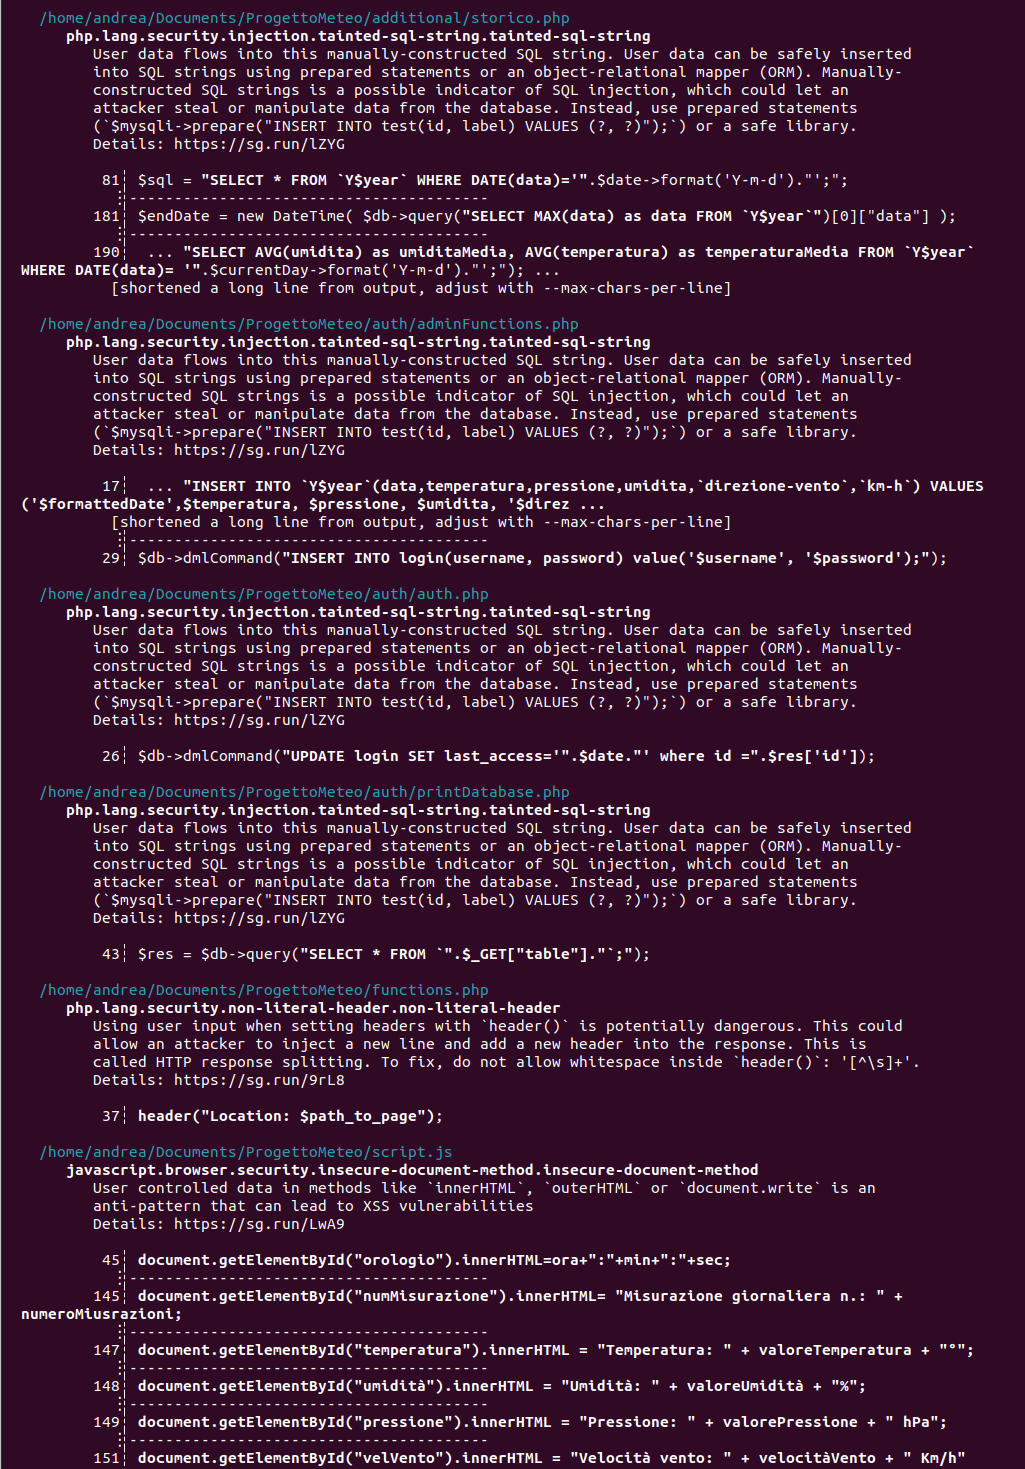 /home/andrea/Documents/ProgettoMeteo/additional/storico.php
php.lang.security.injection.tainted-sql-string.tainted-sql-string
User data flows into this manually-constructed SQL string. User data can be safely inserted
into SQL strings using prepared statements or an object-relational mapper (ORM). Manually-
constructed SQL strings is a possible indicator of SQL injection, which could let an
attacker steal or manipulate data from the database. Instead, use prepared statements
(`$mysqli->prepare("INSERT INTO test(id, label) VALUES (?, ?)");`) or a safe library.
Details: https://sg.run/lZYG
81┆ $sql = "SELECT * FROM `Y$year` WHERE DATE(data)='".$date->format('Y-m-d')."';";
⋮┆----------------------------------------
181┆ $endDate = new DateTime( $db->query("SELECT MAX(data) as data FROM `Y$year`")[0]["data"] );
⋮┆----------------------------------------
190┆ ... "SELECT AVG(umidita) as umiditaMedia, AVG(temperatura) as temperaturaMedia FROM `Y$year`
WHERE DATE(data)= '".$currentDay->format('Y-m-d')."';"); ...
[shortened a long line from output, adjust with --max-chars-per-line]
/home/andrea/Documents/ProgettoMeteo/auth/adminFunctions.php
php.lang.security.injection.tainted-sql-string.tainted-sql-string
User data flows into this manually-constructed SQL string. User data can be safely inserted
into SQL strings using prepared statements or an object-relational mapper (ORM). Manually-
constructed SQL strings is a possible indicator of SQL injection, which could let an
attacker steal or manipulate data from the database. Instead, use prepared statements
(`$mysqli->prepare("INSERT INTO test(id, label) VALUES (?, ?)");`) or a safe library.
Details: https://sg.run/lZYG
17┆ ... "INSERT INTO `Y$year`(data,temperatura,pressione,umidita,`direzione-vento`,`km-h`) VALUES
('$formattedDate',$temperatura, $pressione, $umidita, '$direz ...
[shortened a long line from output, adjust with --max-chars-per-line]
⋮┆----------------------------------------
29┆ $db->dmlCommand("INSERT INTO login(username, password) value('$username', '$password');");
/home/andrea/Documents/ProgettoMeteo/auth/auth.php
php.lang.security.injection.tainted-sql-string.tainted-sql-string
User data flows into this manually-constructed SQL string. User data can be safely inserted
into SQL strings using prepared statements or an object-relational mapper (ORM). Manually-
constructed SQL strings is a possible indicator of SQL injection, which could let an
attacker steal or manipulate data from the database. Instead, use prepared statements
(`$mysqli->prepare("INSERT INTO test(id, label) VALUES (?, ?)");`) or a safe library.
Details: https://sg.run/lZYG
26┆ $db->dmlCommand("UPDATE login SET last_access='".$date."' where id =".$res['id']);
/home/andrea/Documents/ProgettoMeteo/auth/printDatabase.php
php.lang.security.injection.tainted-sql-string.tainted-sql-string
User data flows into this manually-constructed SQL string. User data can be safely inserted
into SQL strings using prepared statements or an object-relational mapper (ORM). Manually-
constructed SQL strings is a possible indicator of SQL injection, which could let an
attacker steal or manipulate data from the database. Instead, use prepared statements
(`$mysqli->prepare("INSERT INTO test(id, label) VALUES (?, ?)");`) or a safe library.
Details: https://sg.run/lZYG
43┆ $res = $db->query("SELECT * FROM `".$_GET["table"]."`;");
/home/andrea/Documents/ProgettoMeteo/functions.php
php.lang.security.non-literal-header.non-literal-header
Using user input when setting headers with `header()` is potentially dangerous. This could
allow an attacker to inject a new line and add a new header into the response. This is
called HTTP response splitting. To fix, do not allow whitespace inside `header()`: '[^\s]+'.
Details: https://sg.run/9rL8
37┆ header("Location: $path_to_page");
/home/andrea/Documents/ProgettoMeteo/script.js
javascript.browser.security.insecure-document-method.insecure-document-method
User controlled data in methods like `innerHTML`, `outerHTML` or `document.write` is an
anti-pattern that can lead to XSS vulnerabilities
Details: https://sg.run/LwA9
45┆ document.getElementById("orologio").innerHTML=ora+":"+min+":"+sec;
⋮┆----------------------------------------
145┆ document.getElementById("numMisurazione").innerHTML= "Misurazione giornaliera n.: " +
numeroMiusrazioni;
⋮┆----------------------------------------
147┆ document.getElementById("temperatura").innerHTML = "Temperatura: " + valoreTemperatura + "°";
⋮┆----------------------------------------
148┆ document.getElementById("umidità").innerHTML = "Umidità: " + valoreUmidità + "%";
⋮┆----------------------------------------
149┆ document.getElementById("pressione").innerHTML = "Pressione: " + valorePressione + " hPa";
⋮┆----------------------------------------
151┆ document.getElementById("velVento").innerHTML = "Velocità vento: " + velocitàVento + " Km/h"